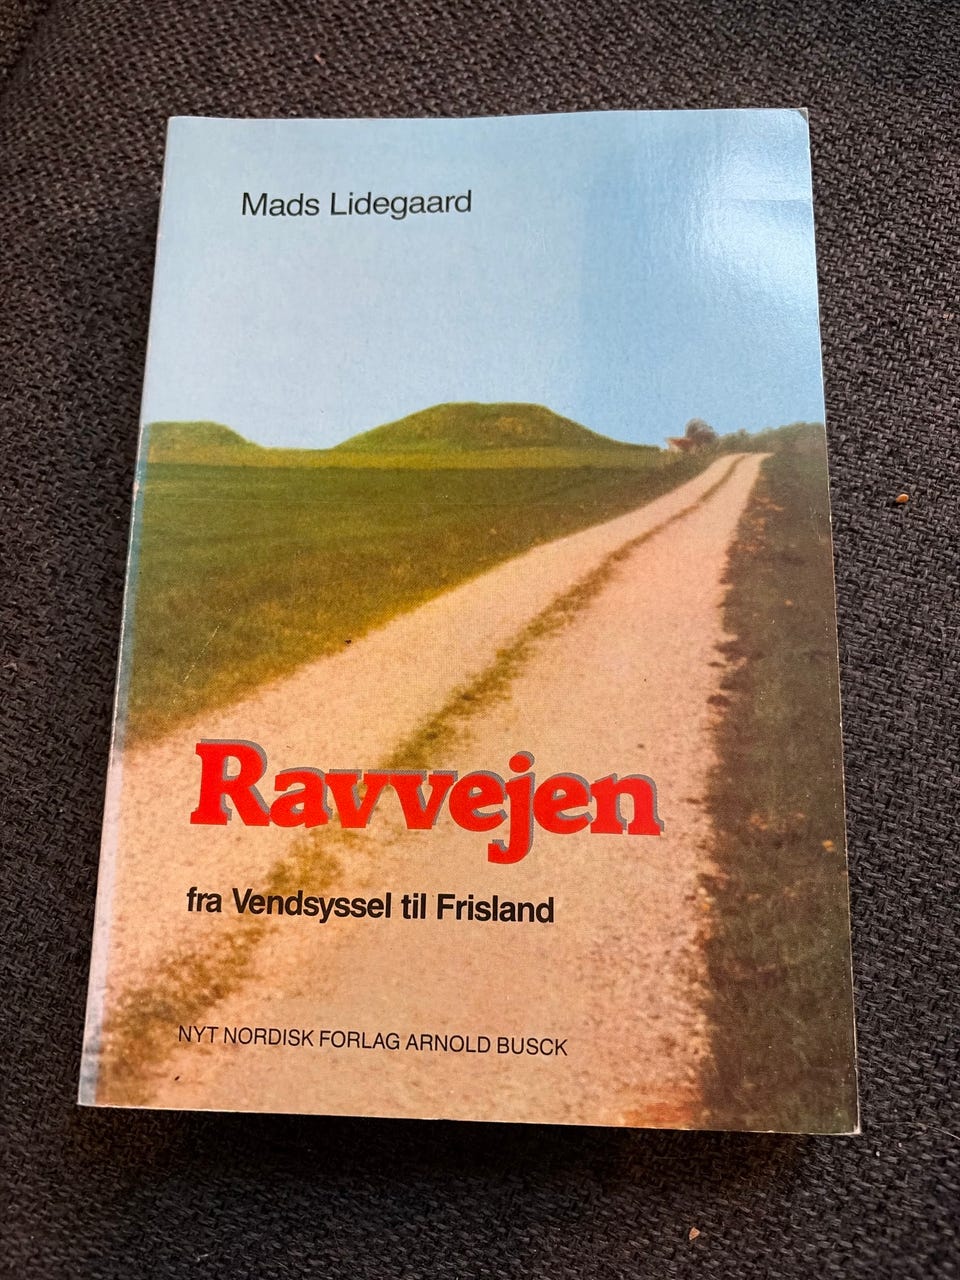 Mads Lidegaard
Ravvejen
fra Vendsyssel til Frisland
NYT NORDISK FORLAG ARNOLD BUSCK